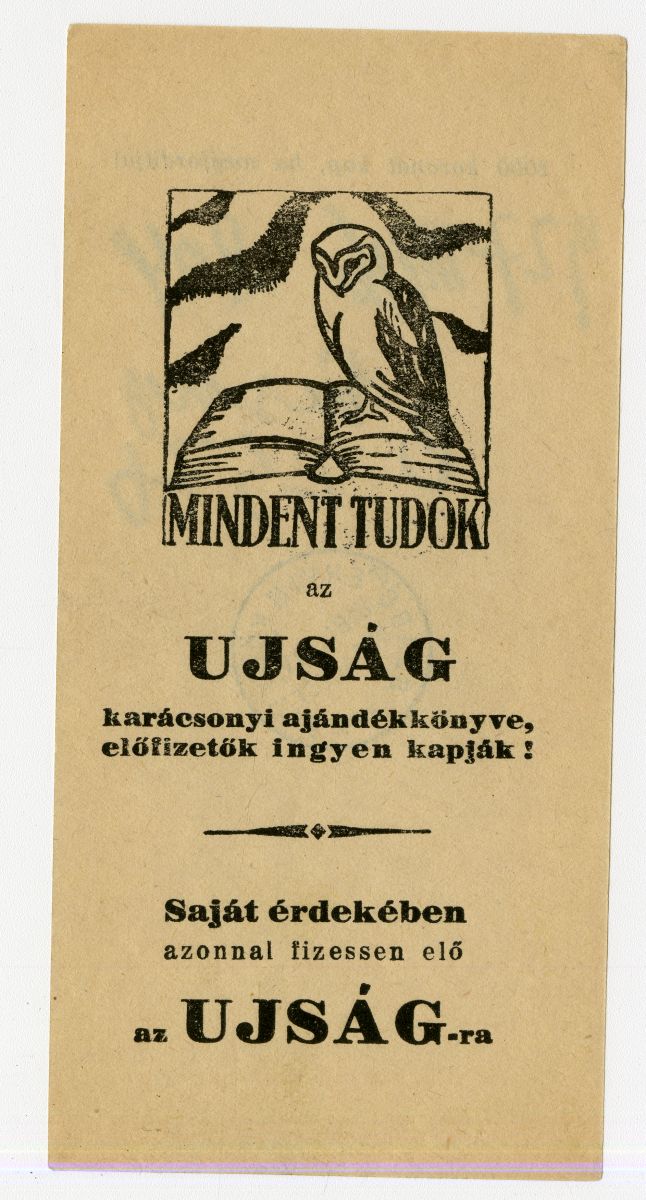 MINDENT TUDOK
az
UJSÁG
karácsonyi ajándékkönyve,
előfizetők ingyen kapják!
Saját érdekében
azonnal fizessen elő
az UJSÁG-ra